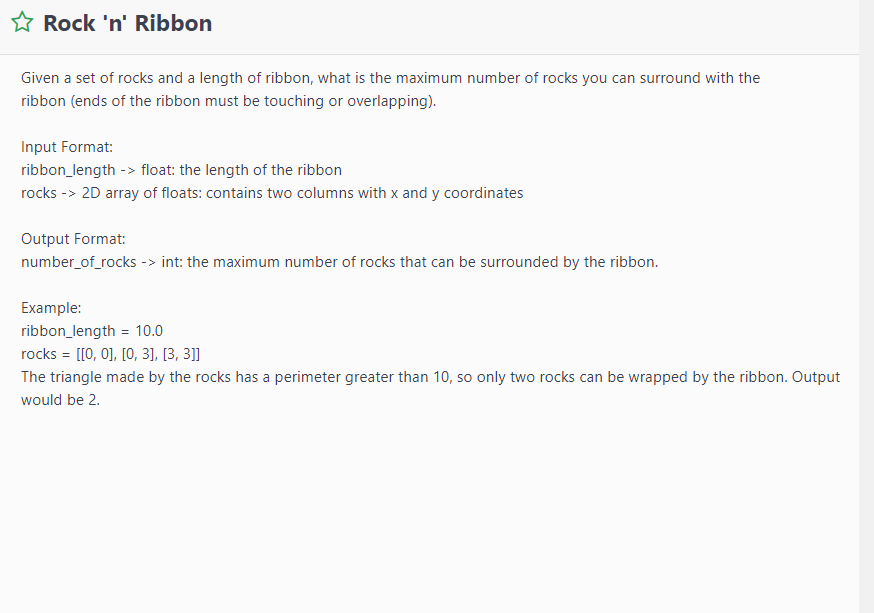 Rock 'n' Ribbon
Given a set of rocks and a length of ribbon, what is the maximum number of rocks you can surround with the
ribbon (ends of the ribbon must be touching or overlapping).
Input Format:
ribbon_length -> float: the length of the ribbon
rocks -> 2D array of floats: contains two columns with x and y coordinates
Output Format:
number_of_rocks -> int: the maximum number of rocks that can be surrounded by the ribbon.
Example:
ribbon_length = 10.0
rocks = [[0, 0], [0, 3], [3, 3]]
The triangle made by the rocks has a perimeter greater than 10, so only two rocks can be wrapped by the ribbon. Output
would be 2.